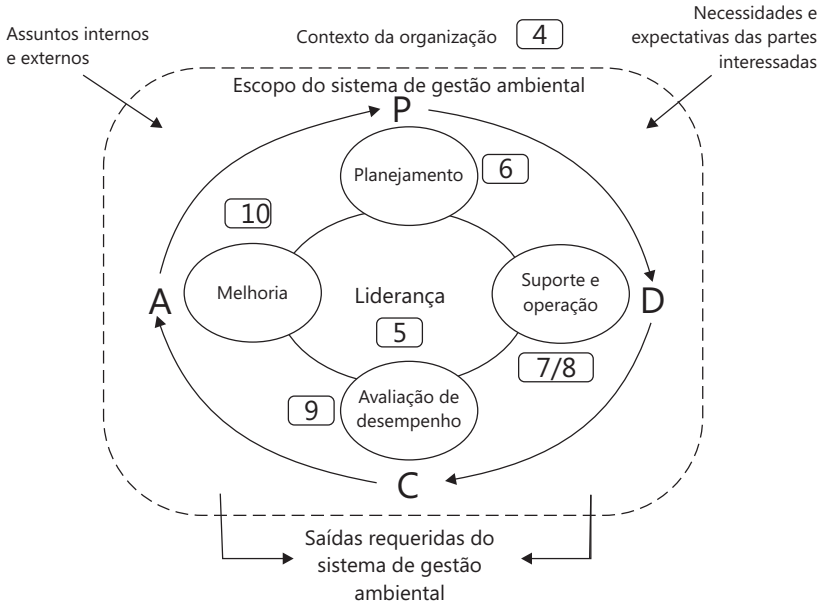 Assuntos internos
e externos
Contexto da organização 4
Necessidades e
expectativas das partes
interessadas
Escopo do sistema de gestão ambiental
P
Planejamento
6
10
A
Melhoria
Liderança
5
Suporte e
operação
D
7/8
9
Avaliação de
desempenho
C
Saídas requeridas do
sistema de gestão
ambiental